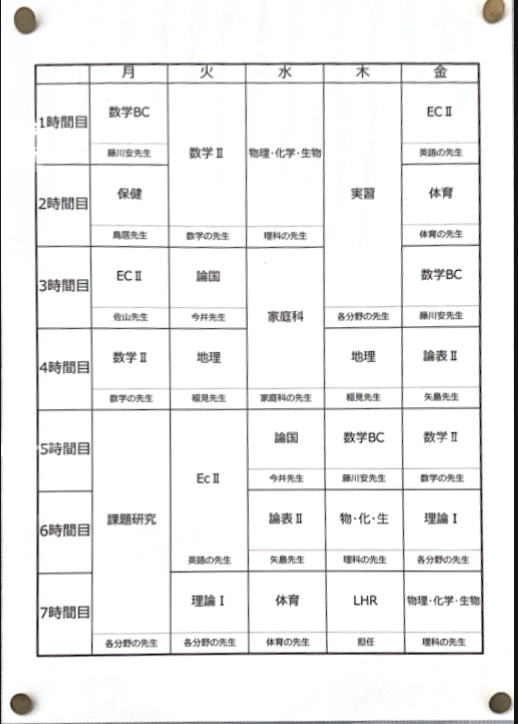 月 火 水 木 金
1時間目
数学BC
藤川安先生
数学Ⅱ
数学の先生
物理・化学・生物
理科の先生
実習
各分野の先生
ECⅡ
英語の先生
2時間目
保健
鳥居先生
体育
体育の先生
3時間目
ECⅡ
佐山先生
論国
今井先生
家庭科
家庭科の先生
数学BC
藤川安先生
4時間目
数学Ⅱ
数学の先生
地理
稲見先生
地理
稲見先生
論表Ⅱ
矢島先生
5時間目
課題研究
各分野の先生
EcⅡ
英語の先生
論国
今井先生
数学BC
藤川安先生
数学Ⅱ
数学の先生
6時間目
論表Ⅱ
矢島先生
物・化・生
理科の先生
理論Ⅰ
各分野の先生
7時間目
理論Ⅰ
各分野の先生
体育
体育の先生
LHR
担任
物理・化学・生物
理科の先生